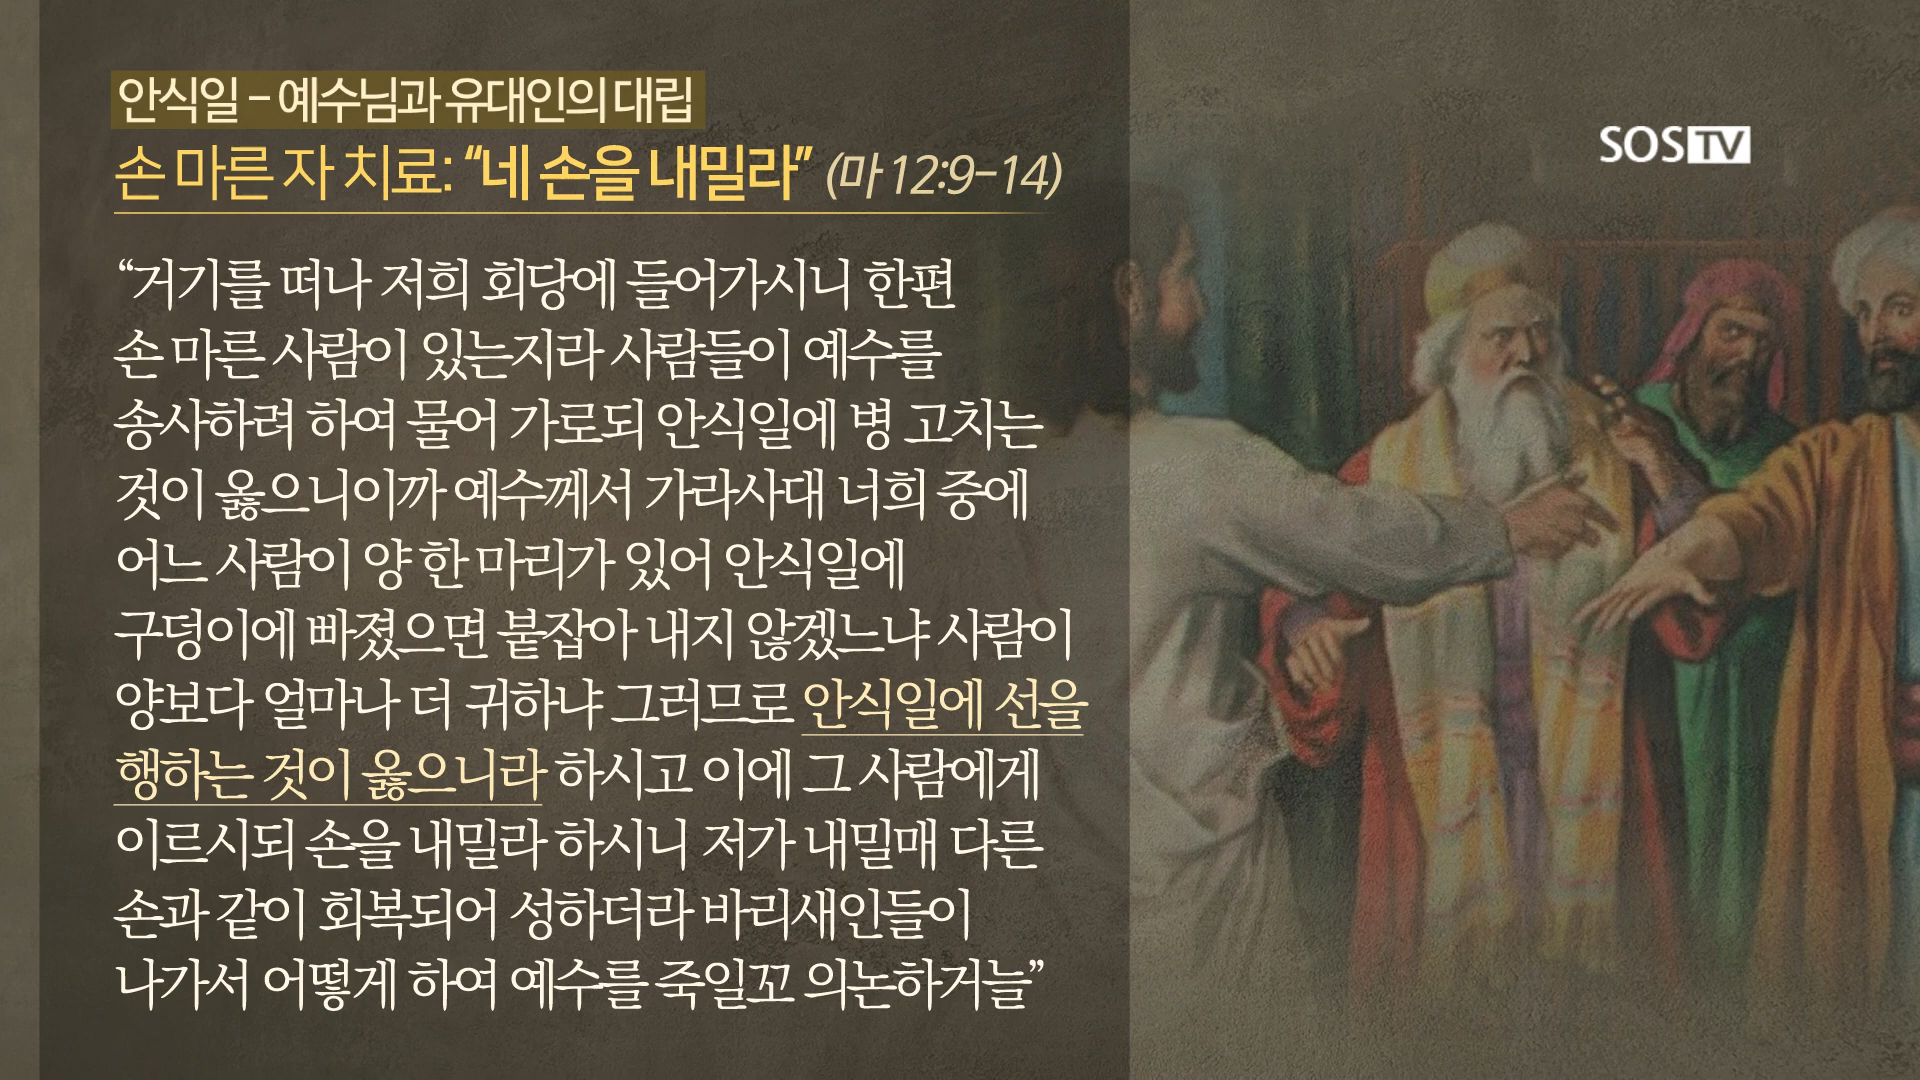 안식일 – 예수님과 유대인의 대립
손 마른 자 치료: “네 손을 내밀라” (마 12:9-14)
SOSTV
“거기를 떠나 저희 회당에 들어가시니 한편
손 마른 사람이 있는지라 사람들이 예수를
송사하려 하여 물어 가로되 안식일에 병 고치는
것이 옳으니이까 예수께서 가라사대 너희 중에
어느 사람이 양 한 마리가 있어 안식일에
구덩이에 빠졌으면 붙잡아 내지 않겠느냐 사람이
양보다 얼마나 더 귀하냐 그러므로 안식일에 선을
행하는 것이 옳으니라 하시고 이에 그 사람에게
이르시되 손을 내밀라 하시니 저가 내밀매 다른
손과 같이 회복되어 성하더라 바리새인들이
나가서 어떻게 하여 예수를 죽일꼬 의논하거늘”